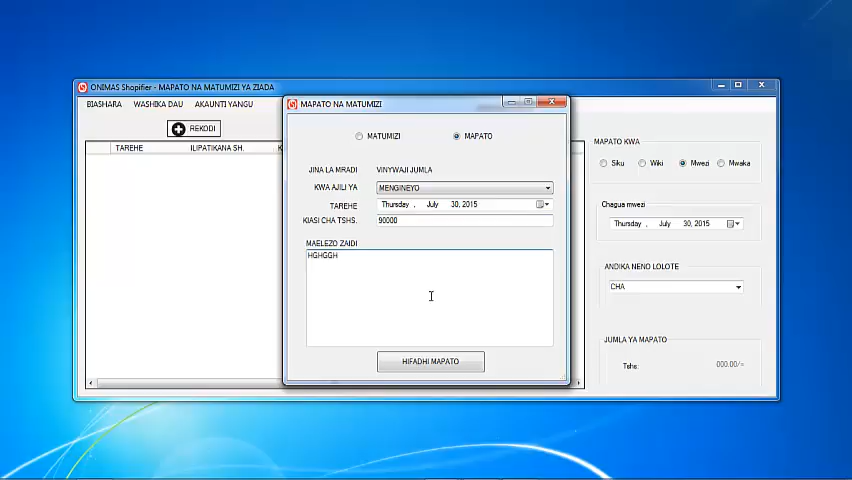 ONIMAS Shopifier - MAPATO NA MATUMIZI YA ZIADA
BIASHARA WASHIKA DAU AKAUNTI YANGU
REKODI
TAREHE ILIPATIKANA SH. K
MAPATO NA MATUMIZI
MATUMIZI MAPATO
JINA LA MRADI VINYWAJI JUMLA
KWA AJILI YA MENGINEYO
TAREHE Thursday , July 30, 2015
KIASI CHA TSHS. 90000
MAELEZO ZAIDI
HGHGGH
HIFADHI MAPATO
MAPATO KWA
Siku Wiki Mwezi Mwaka
Chagua mwezi
Thursday , July 30, 2015
ANDIKA NENO LOLOTE
CHA
JUMLA YA MAPATO
Tshs: 000.00/=